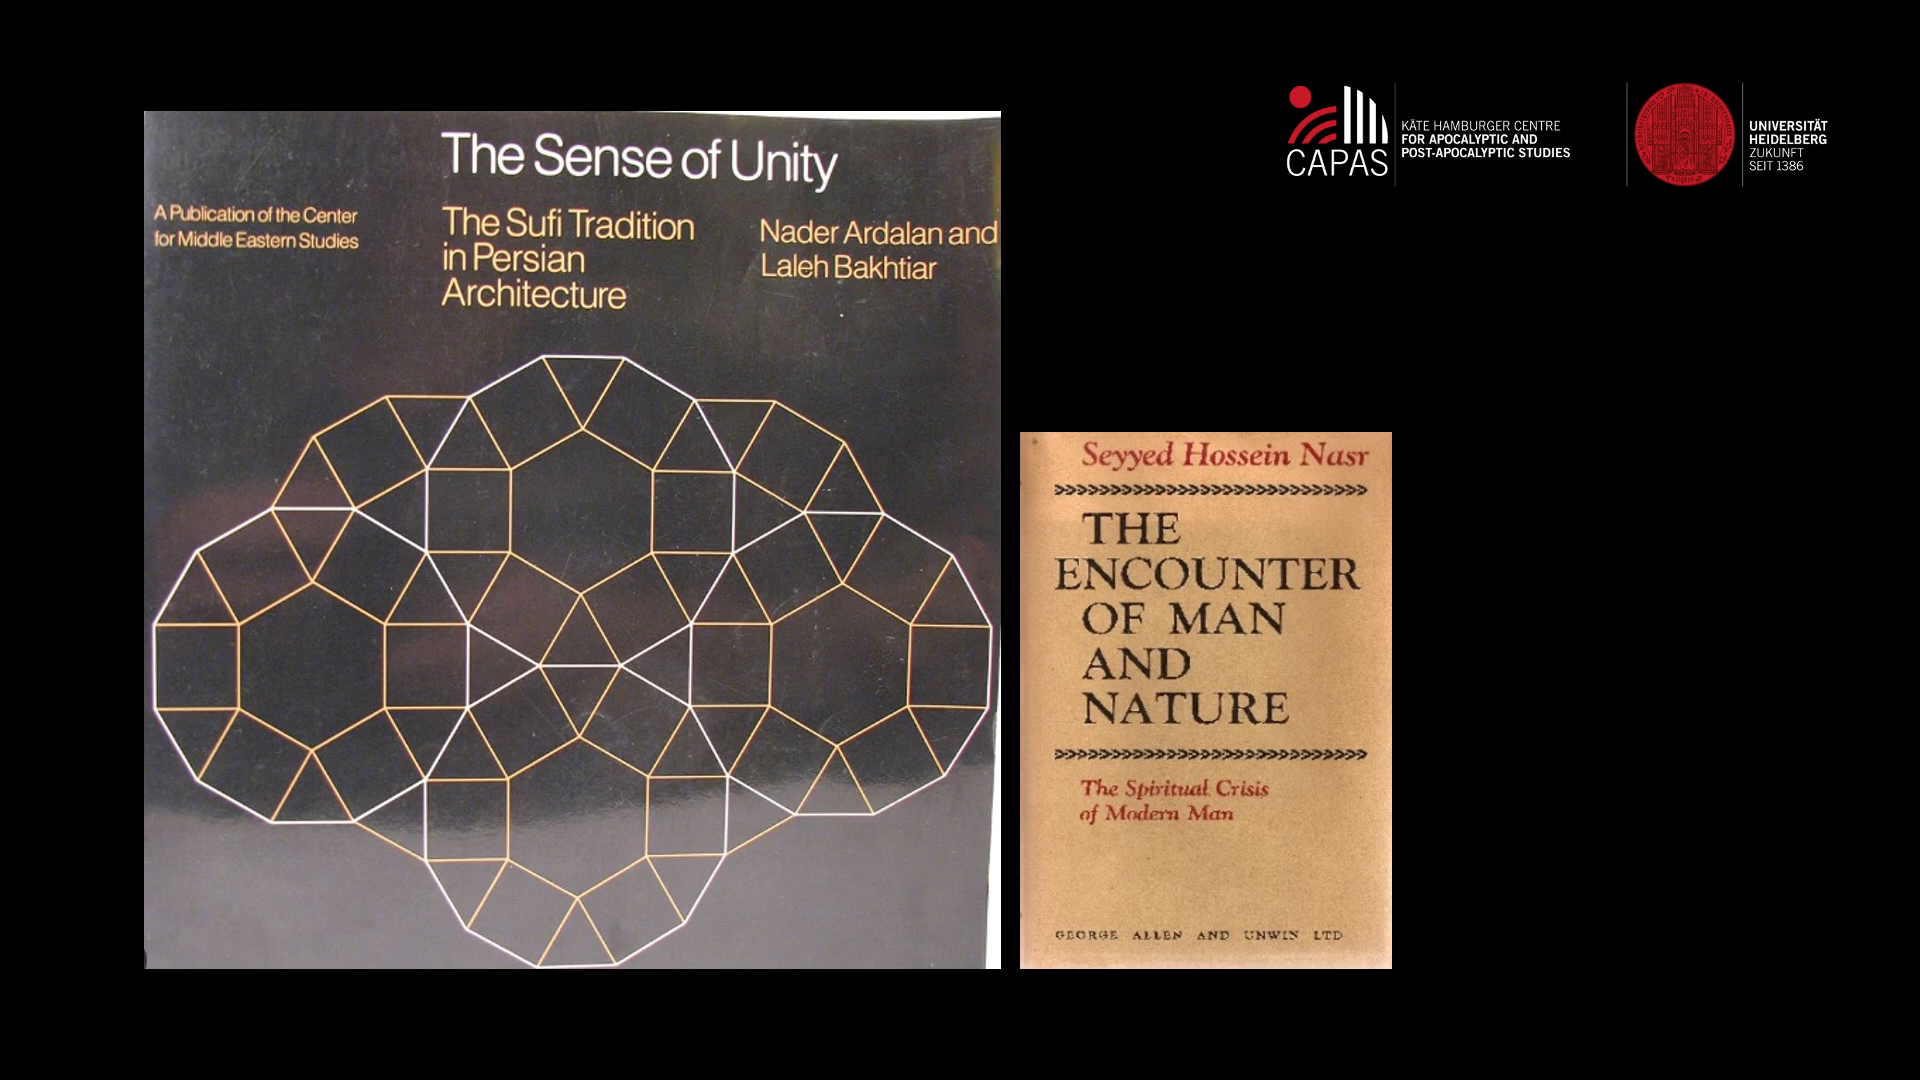 The Sense of Unity
A Publication of the Center
for Middle Eastern Studies
The Sufi Tradition
in Persian
Architecture
Nader Ardalan and
Laleh Bakhtiar
Seyyed Hossein Nasr
THE
ENCOUNTER
OF MAN
AND
NATURE
The Spiritual Crisis
of Modern Man
GEORGE ALLEN AND UNWIN LTD
CAPAS
KÄTE HAMBURGER CENTRE
FOR APOCALYPTIC AND
POST-APOCALYPTIC STUDIES
UNIVERSITÄT
HEIDELBERG
ZUKUNFT
SEIT 1386